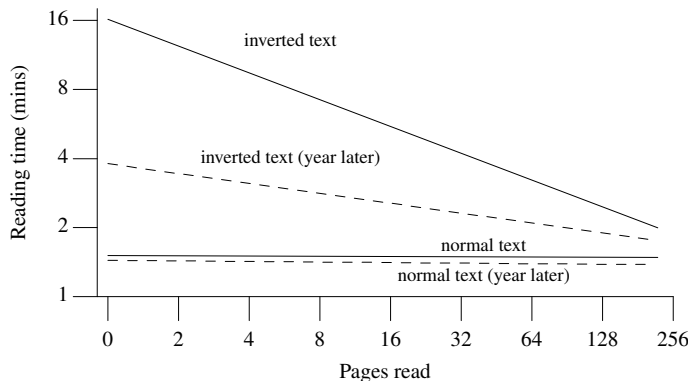 16
inverted text
8
inverted text (year later)
4
Reading time (mins)
2
normal text
normal text (year later)
1
0 2 4 8 16 32 64 128 256
Pages read